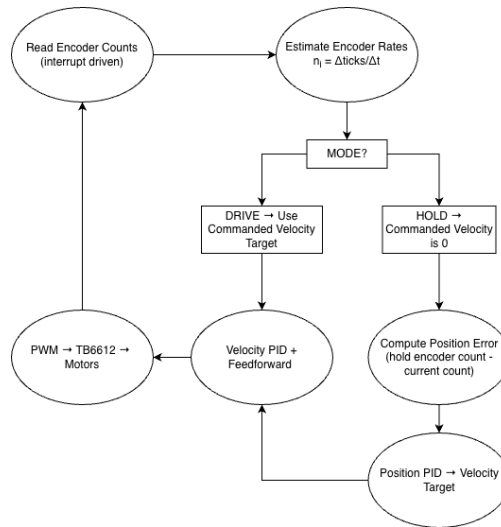 Read Encoder Counts
(interrupt driven)
Estimate Encoder Rates
nᵢ = Δticks/Δt
MODE?
DRIVE → Use
Commanded Velocity
Target
HOLD →
Commanded Velocity
is 0
PWM → TB6612 →
Motors
Velocity PID +
Feedforward
Compute Position Error
(hold encoder count -
current count)
Position PID → Velocity
Target